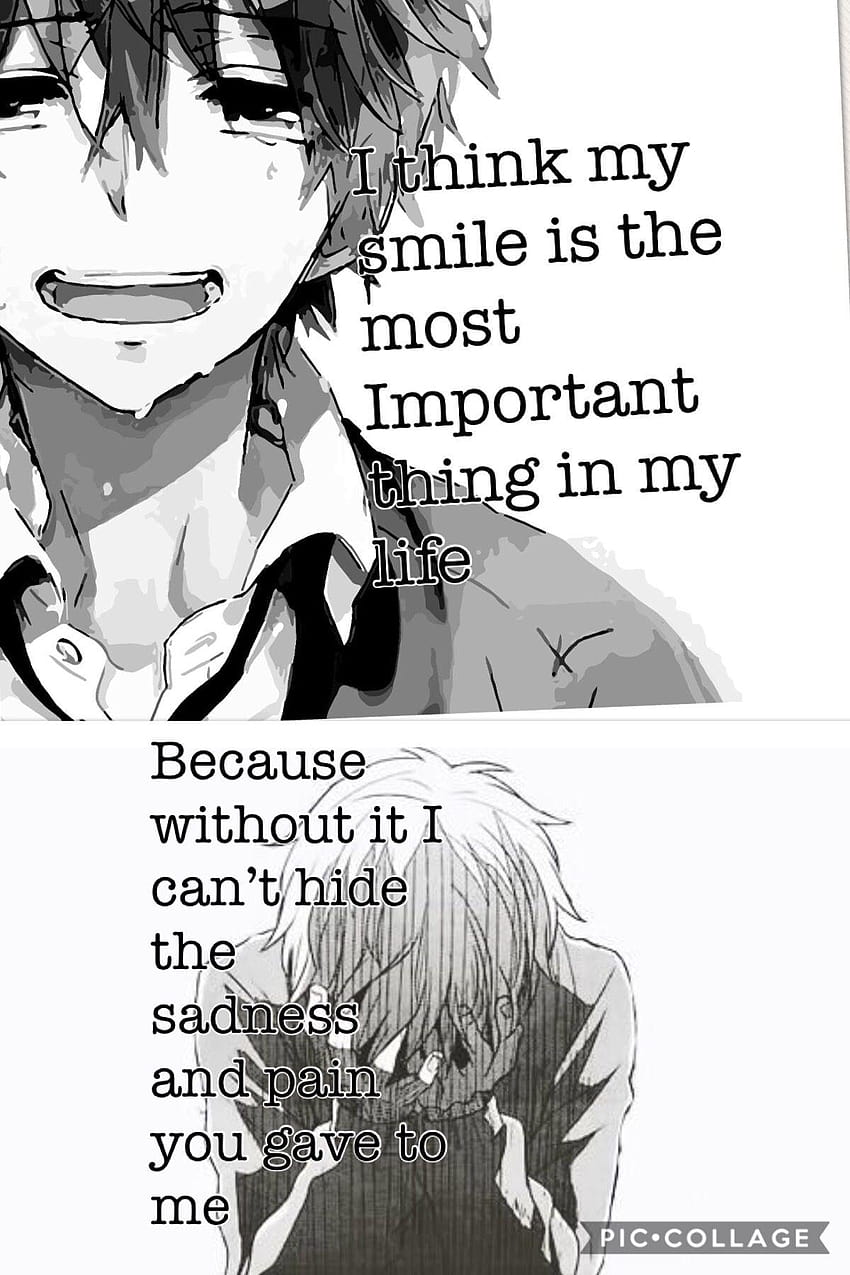 I think my
smile is the
most
Important
thing in my
life
Because
without it I
can't hide
the
sadness
and pain
you gave to
me
PIC•COLLAGE